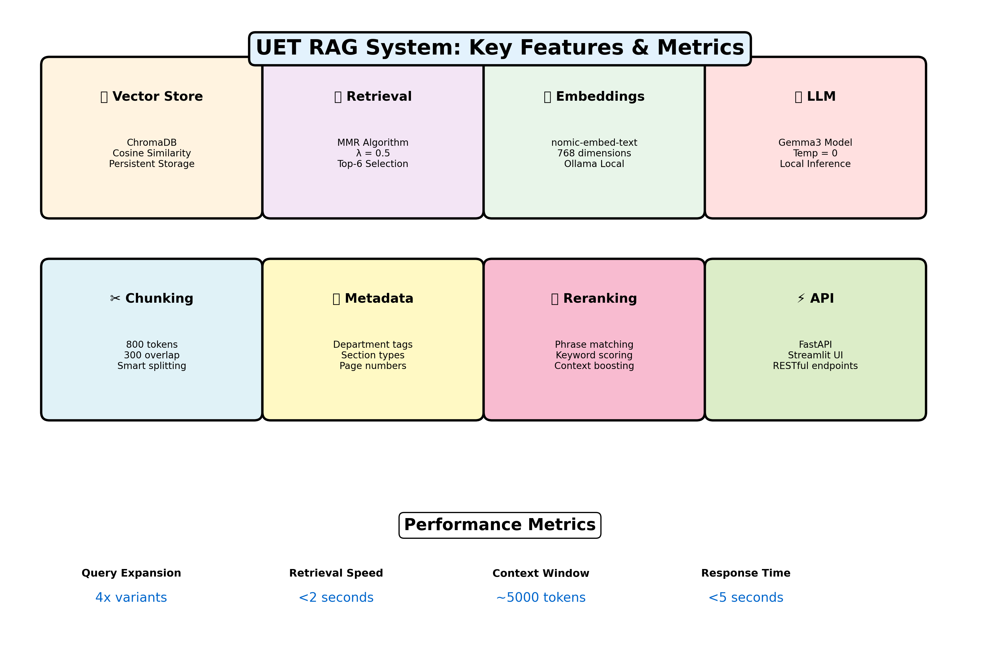 UET RAG System: Key Features & Metrics
Vector Store
ChromaDB
Cosine Similarity
Persistent Storage
Retrieval
MMR Algorithm
λ = 0.5
Top-6 Selection
Embeddings
nomic-embed-text
768 dimensions
Ollama Local
LLM
Gemma3 Model
Temp = 0
Local Inference
✂ Chunking
800 tokens
300 overlap
Smart splitting
Metadata
Department tags
Section types
Page numbers
Reranking
Phrase matching
Keyword scoring
Context boosting
⚡ API
FastAPI
Streamlit UI
RESTful endpoints
Performance Metrics
Query Expansion
4x variants
Retrieval Speed
<2 seconds
Context Window
~5000 tokens
Response Time
<5 seconds